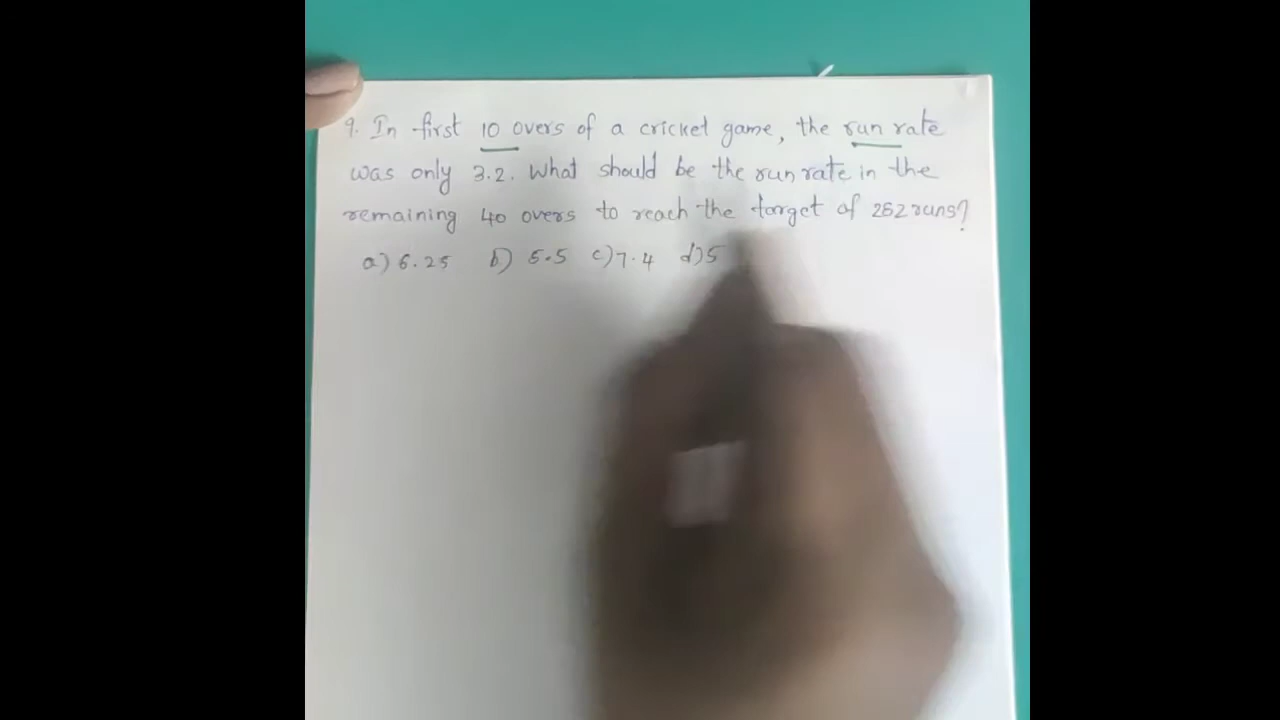 9. In first 10 overs of a cricket game, the run rate
was only 3.2. What should be the run rate in the
remaining 40 overs to reach the target of 282 runs?
a) 6.25 b) 5.5 c) 7.4 d) 5